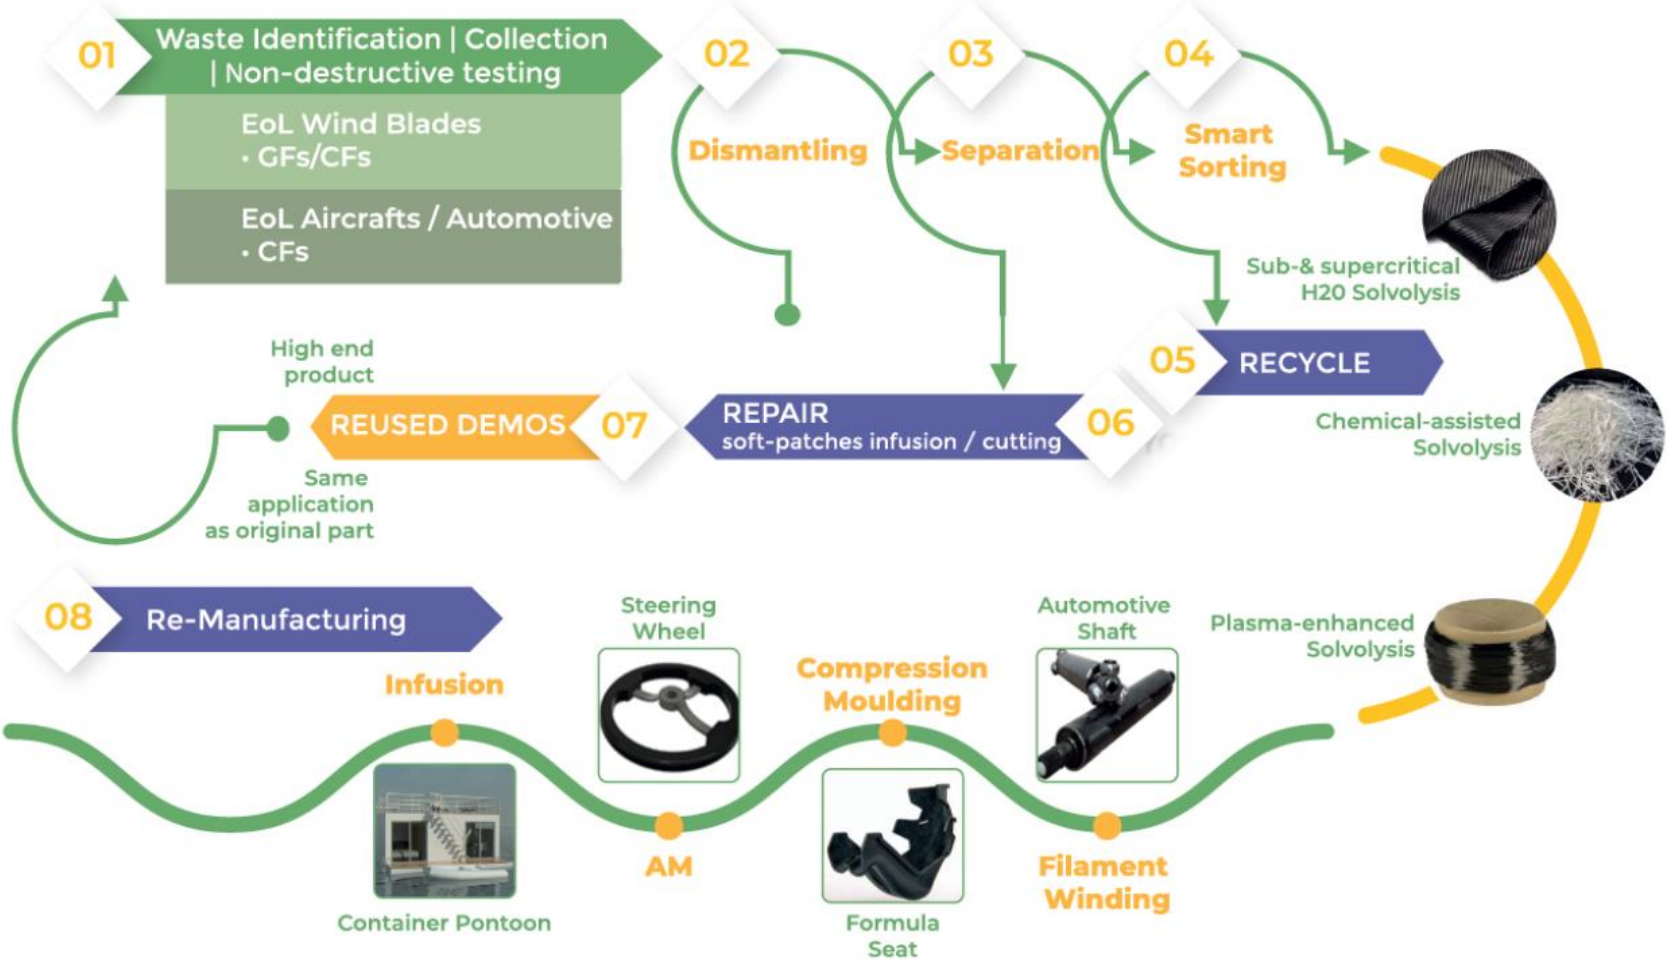 01
Waste Identification | Collection
| Non-destructive testing
EoL Wind Blades
• GFs/CFs
EoL Aircrafts / Automotive
• CFs
02
Dismantling
03
Separation
04
Smart
Sorting
Sub-& supercritical
H20 Solvolysis
05
RECYCLE
Chemical-assisted
Solvolysis
Plasma-enhanced
Solvolysis
06
REPAIR
soft-patches infusion / cutting
07
REUSED DEMOS
High end
product
Same
application
as original part
08
Re-Manufacturing
Infusion
Container Pontoon
Steering
Wheel
AM
Compression
Moulding
Formula
Seat
Automotive
Shaft
Filament
Winding